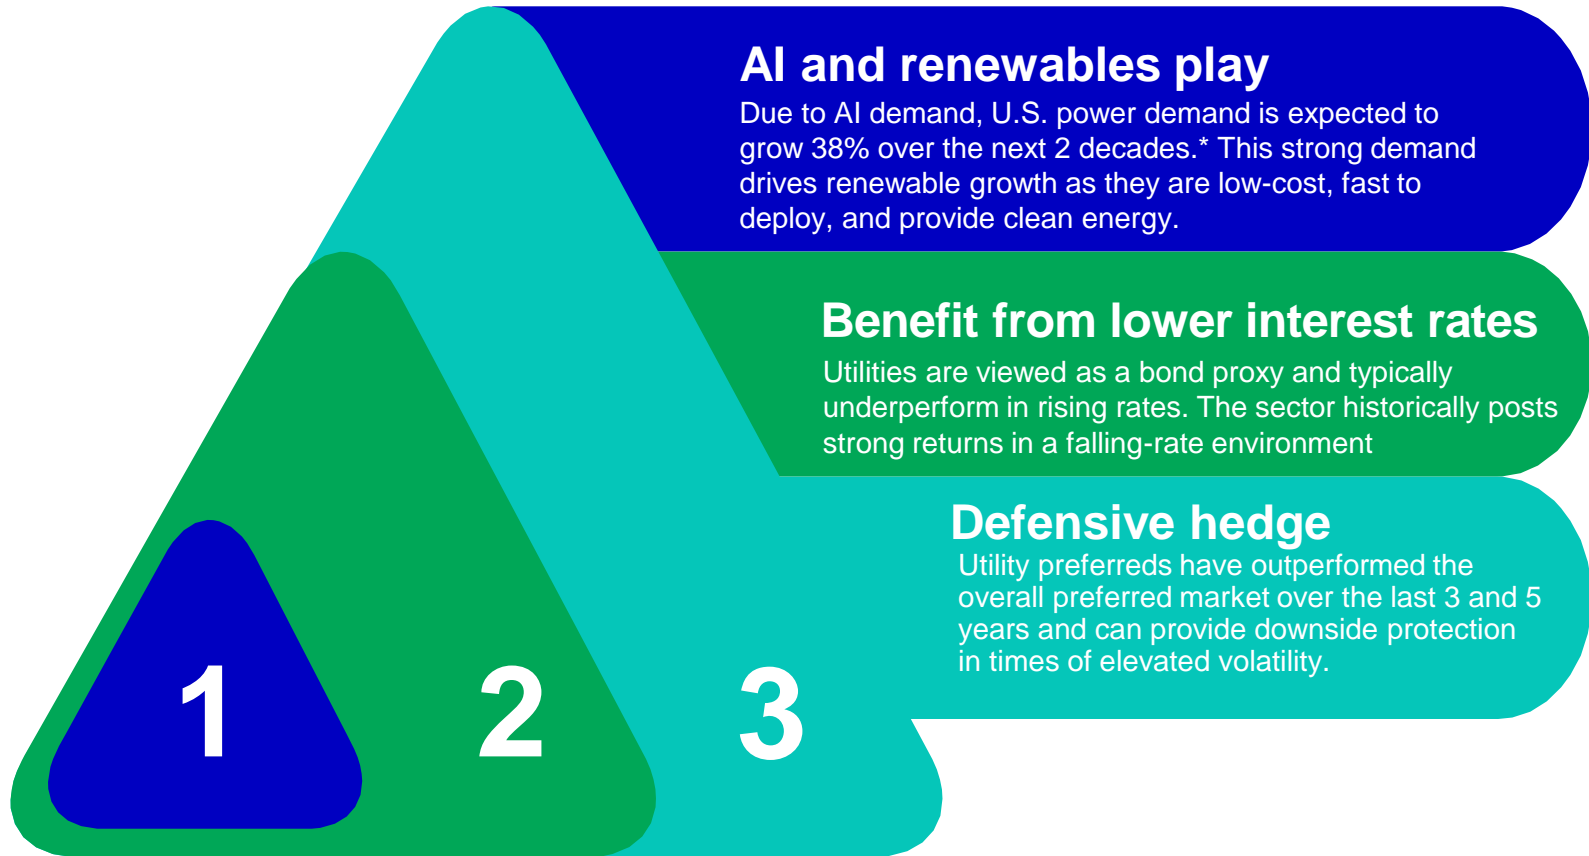 AI and renewables play
Due to AI demand, U.S. power demand is expected to
grow 38% over the next 2 decades.* This strong demand
drives renewable growth as they are low-cost, fast to
deploy, and provide clean energy.
Benefit from lower interest rates
Utilities are viewed as a bond proxy and typically
underperform in rising rates. The sector historically posts
strong returns in a falling-rate environment
Defensive hedge
Utility preferreds have outperformed the
overall preferred market over the last 3 and 5
years and can provide downside protection
in times of elevated volatility.
1 2 3